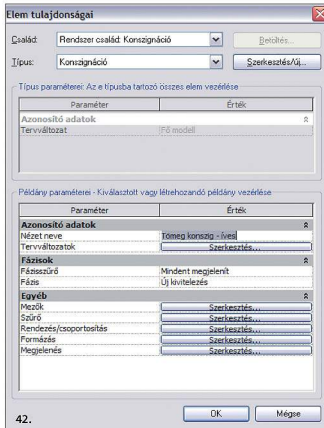 Elem tulajdonságai
Család: Rendszer család: Konszignáció Betöltés...
Típus: Konszignáció Szerkesztés/új...
Típus paraméterei: Az e típusba tartozó összes elem vezérlése
Paraméter Érték
Azonosító adatok
Tervváltozat Fő modell
Példány paraméterei - Kiválasztott vagy létrehozandó példány vezérlése
Paraméter Érték
Azonosító adatok
Nézet neve Tömeg konszig - íves
Tervváltozatok Szerkesztés...
Fázisok
Fázisszűrő Mindent megjelenít
Fázis Új kivitelezés
Egyéb
Mezők Szerkesztés...
Szűrő Szerkesztés...
Rendezés/csoportosítás Szerkesztés...
Formázás Szerkesztés...
Megjelenés Szerkesztés...
OK Mégse
42.